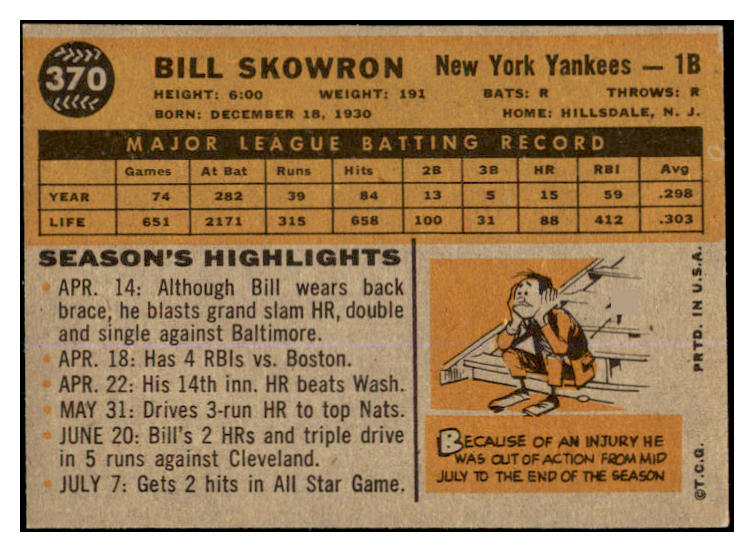 370
BILL SKOWRON New York Yankees — 1B
HEIGHT: 6:00 WEIGHT: 191 BATS: R THROWS: R
BORN: DECEMBER 18, 1930 HOME: HILLSDALE, N. J.
MAJOR LEAGUE BATTING RECORD
Games At Bat Runs Hits 2B 3B HR RBI Avg
YEAR 74 282 39 84 13 5 15 59 .298
LIFE 651 2171 315 658 100 31 88 412 .303
SEASON'S HIGHLIGHTS
• APR. 14: Although Bill wears back
brace, he blasts grand slam HR, double
and single against Baltimore.
• APR. 18: Has 4 RBIs vs. Boston.
• APR. 22: His 14th inn. HR beats Wash.
• MAY 31: Drives 3-run HR to top Nats.
• JUNE 20: Bill's 2 HRs and triple drive
in 5 runs against Cleveland.
• JULY 7: Gets 2 hits in All Star Game.
BECAUSE OF AN INJURY HE
WAS OUT OF ACTION FROM MID
JULY TO THE END OF THE SEASON
©T.C.G. PRTD. IN U.S.A.